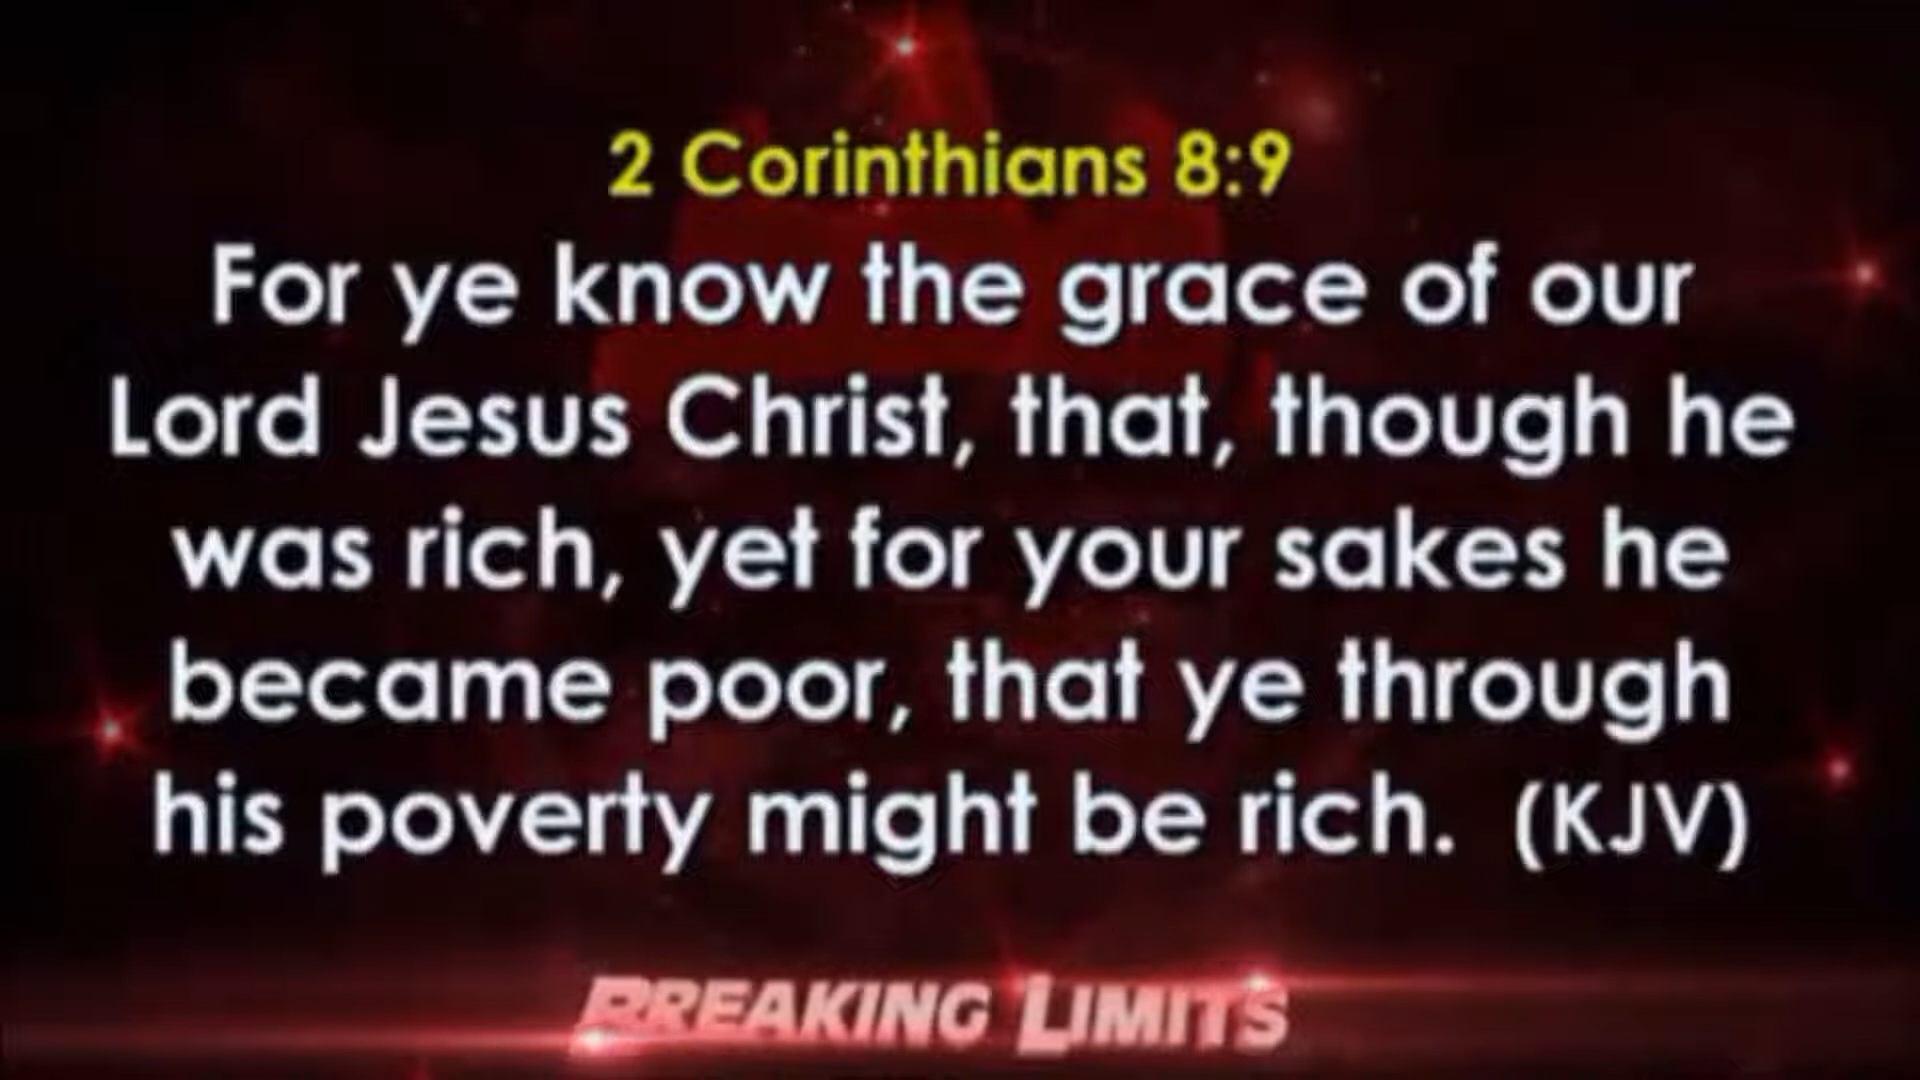 2 Corinthians 8:9
For ye know the grace of our
Lord Jesus Christ, that, though he
was rich, yet for your sakes he
became poor, that ye through
his poverty might be rich. (KJV)
BREAKING LIMITS